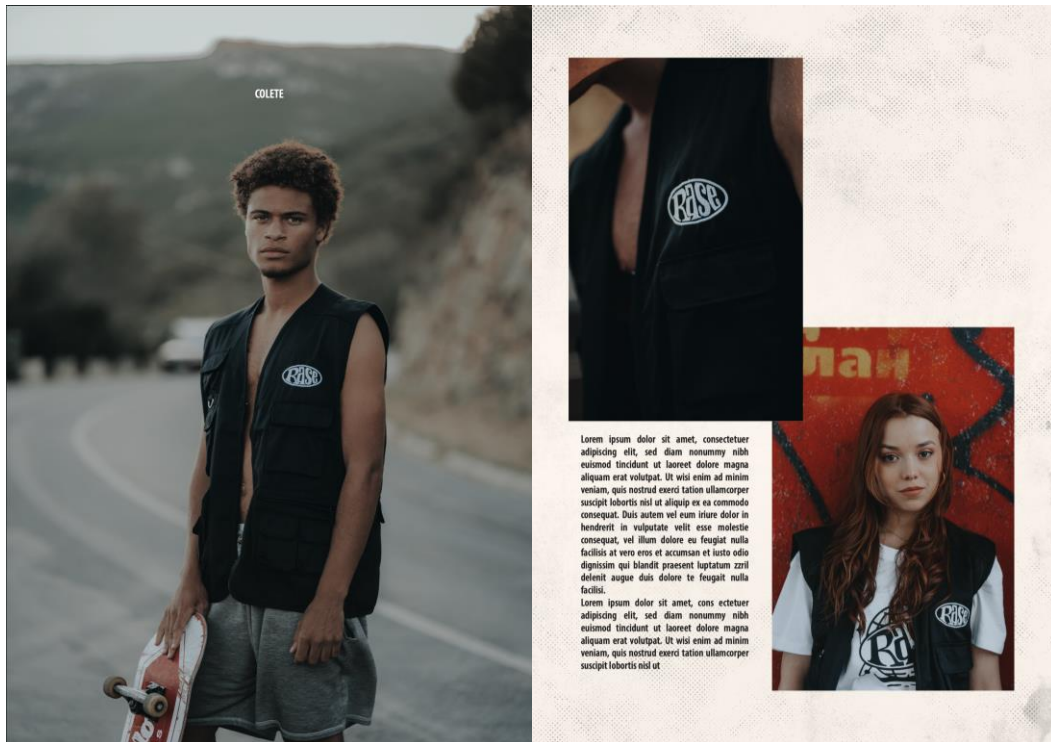 COLETE
Rase
Rase
лан
Lorem ipsum dolor sit amet, consectetuer
adipiscing elit, sed diam nonummy nibh
euismod tincidunt ut laoreet dolore magna
aliquam erat volutpat. Ut wisi enim ad minim
veniam, quis nostrud exerci tation ullamcorper
suscipit lobortis nisl ut aliquip ex ea commodo
consequat. Duis autem vel eum iriure dolor in
hendrerit in vulputate velit esse molestie
consequat, vel illum dolore eu feugiat nulla
facilisis at vero eros et accumsan et iusto odio
dignissim qui blandit praesent luptatum zzril
delenit augue duis dolore te feugait nulla
facilisi.
Lorem ipsum dolor sit amet, cons ectetuer
adipiscing elit, sed diam nonummy nibh
euismod tincidunt ut laoreet dolore magna
aliquam erat volutpat. Ut wisi enim ad minim
veniam, quis nostrud exerci tation ullamcorper
suscipit lobortis nisl ut
Rase